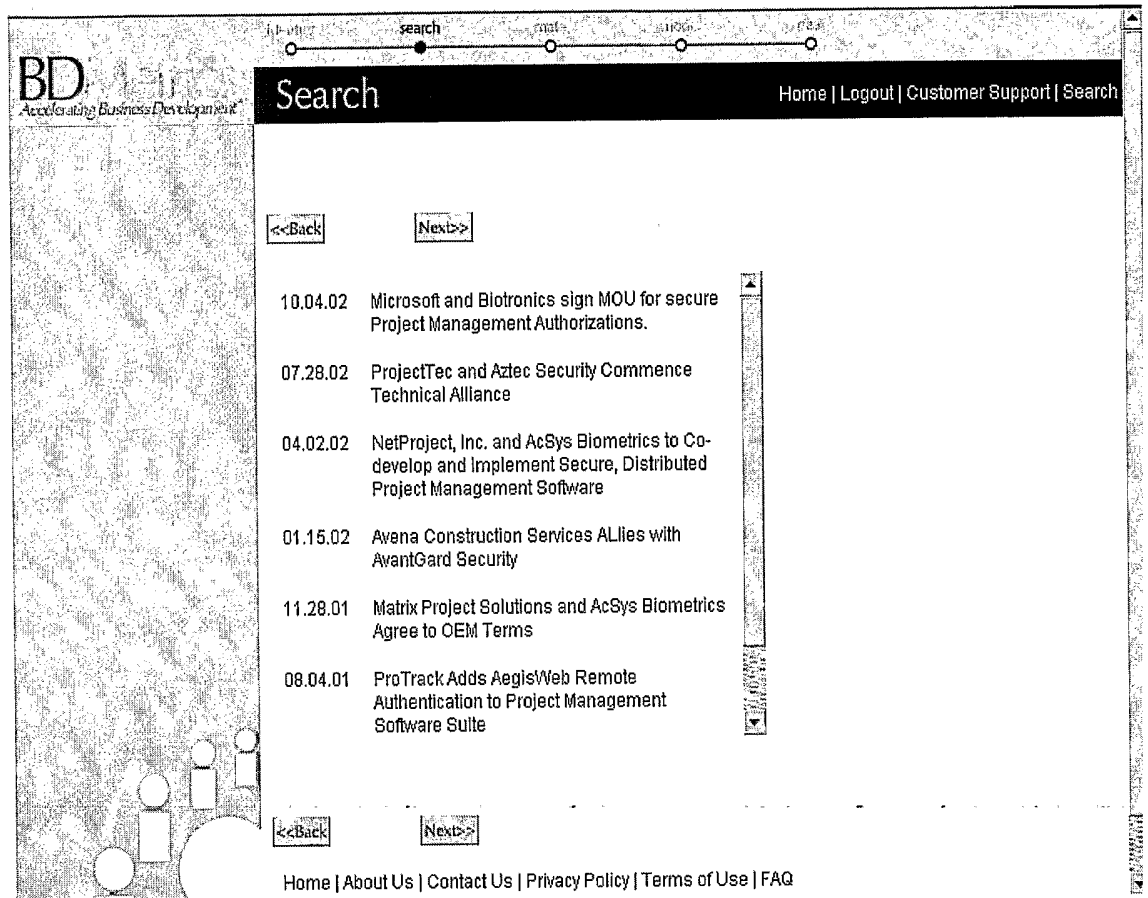 search
BD
Accelerating Business Development
Search
Home | Logout | Customer Support | Search
<<Back
Next>>
10.04.02 Microsoft and Biotronics sign MOU for secure
Project Management Authorizations.
07.28.02 ProjectTec and Aztec Security Commence
Technical Alliance
04.02.02 NetProject, Inc. and AcSys Biometrics to Co-
develop and Implement Secure, Distributed
Project Management Software
01.15.02 Avena Construction Services ALlies with
AvantGard Security
11.28.01 Matrix Project Solutions and AcSys Biometrics
Agree to OEM Terms
08.04.01 ProTrack Adds AegisWeb Remote
Authentication to Project Management
Software Suite
<<Back
Next>>
Home | About Us | Contact Us | Privacy Policy | Terms of Use | FAQ